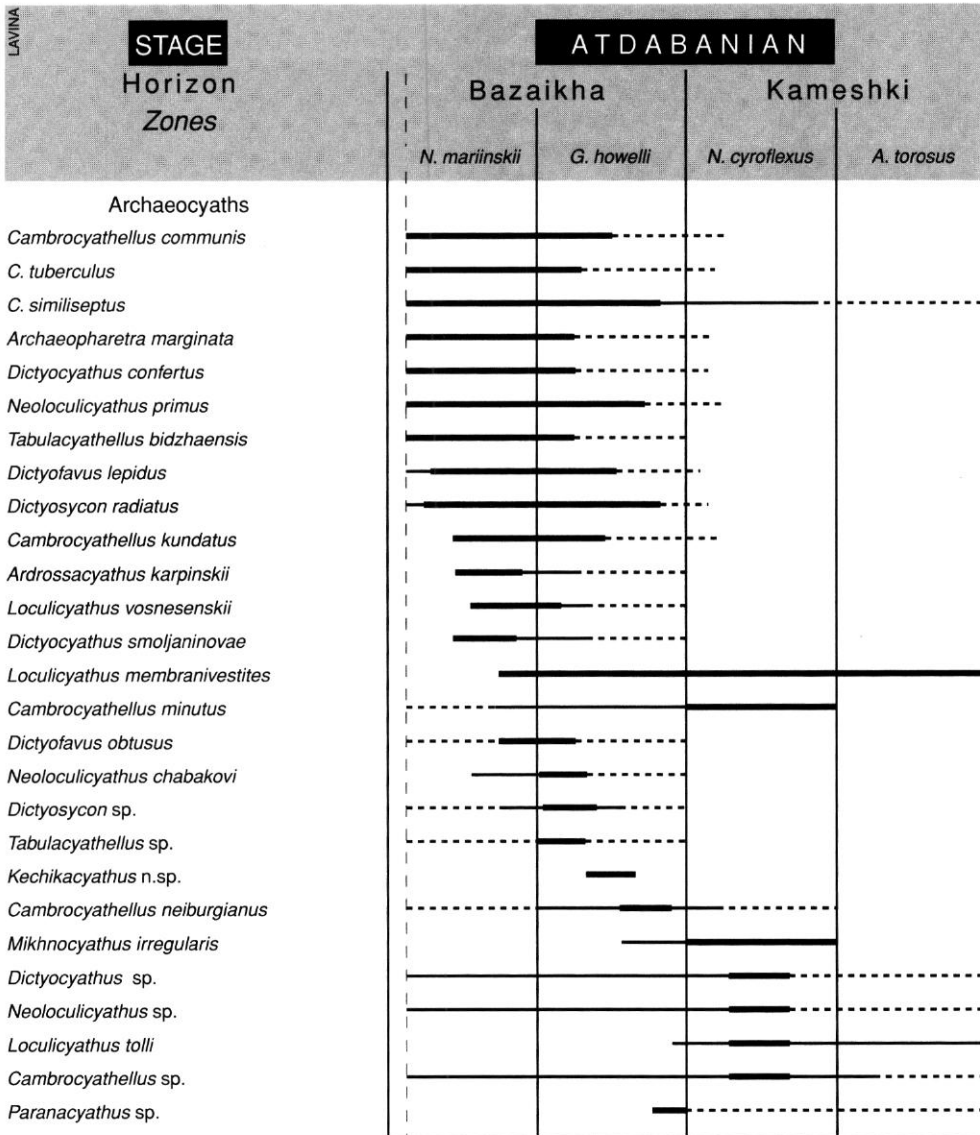 LAVINA
STAGE
ATDABANIAN
Horizon
Bazaikha
Kameshki
Zones
N. mariinskii
G. howelli
N. cyroflexus
A. torosus
Archaeocyaths
Cambrocyathellus communis
C. tuberculus
C. similiseptus
Archaeopharetra marginata
Dictyocyathus confertus
Neoloculicyathus primus
Tabulacyathellus bidzhaensis
Dictyofavus lepidus
Dictyosycon radiatus
Cambrocyathellus kundatus
Ardrossacyathus karpinskii
Loculicyathus vosnesenskii
Dictyocyathus smoljaninovae
Loculicyathus membranivestites
Cambrocyathellus minutus
Dictyofavus obtusus
Neoloculicyathus chabakovi
Dictyosycon sp.
Tabulacyathellus sp.
Kechikacyathus n.sp.
Cambrocyathellus neiburgianus
Mikhnocyathus irregularis
Dictyocyathus sp.
Neoloculicyathus sp.
Loculicyathus tolli
Cambrocyathellus sp.
Paranacyathus sp.